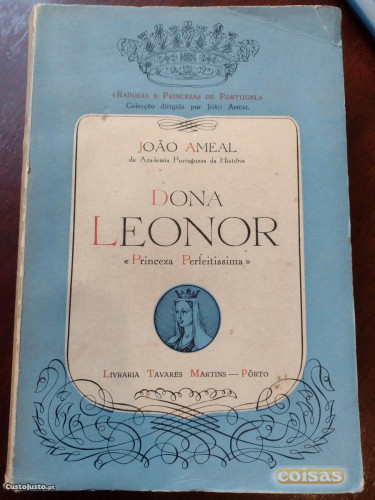 «RAÍNHAS E PRINCESAS DE PORTUGAL»
Colecção dirigida por JOÃO AMEAL
JOÃO AMEAL
da Academia Portuguesa da História
DONA
LEONOR
« Princeza Perfeitissima »
LIVRARIA TAVARES MARTINS — PÔRTO
CustoJusto.pt
coisas